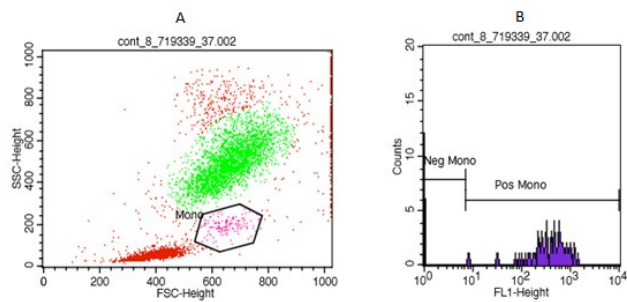 A
cont_8_719339_37.002
SSC-Height
1000
800
600
400
200
0
Mono
0 200 400 600 800 1000
FSC-Height
B
cont_8_719339_37.002
Counts
20
15
10
5
0
Neg Mono
Pos Mono
10^0 10^1 10^2 10^3 10^4
FL1-Height